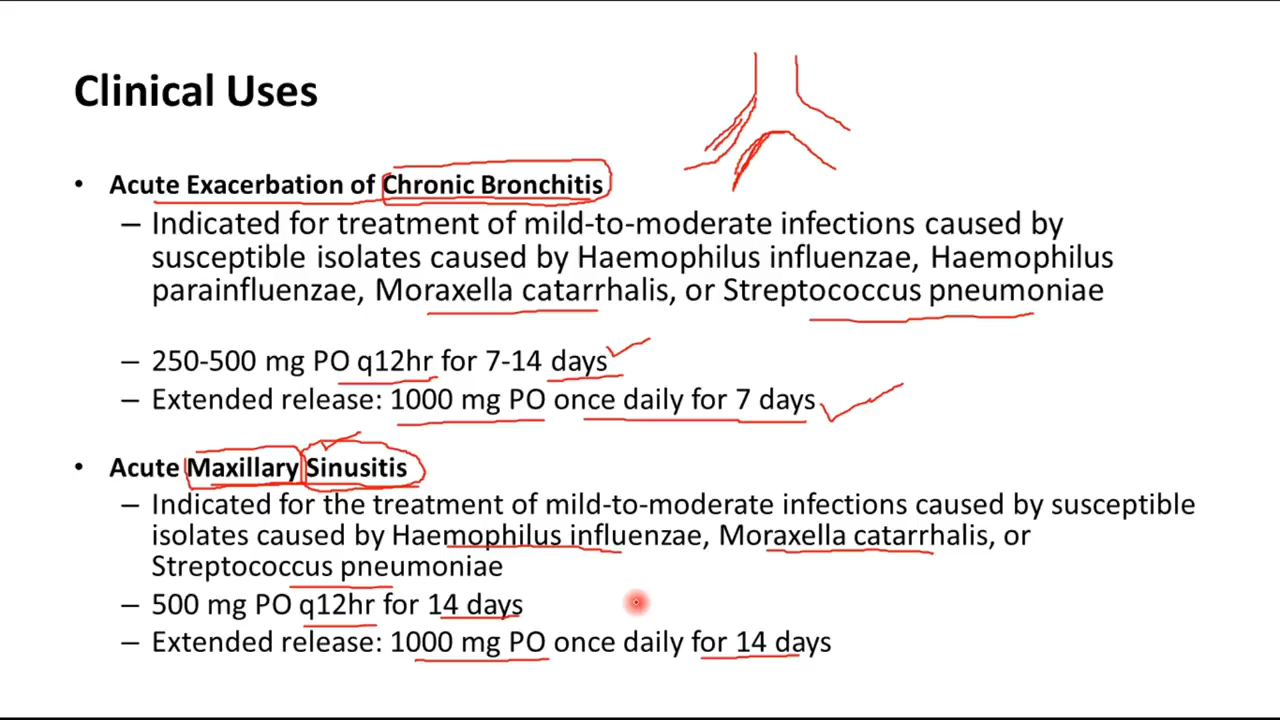 Clinical Uses
• Acute Exacerbation of Chronic Bronchitis
– Indicated for treatment of mild-to-moderate infections caused by
susceptible isolates caused by Haemophilus influenzae, Haemophilus
parainfluenzae, Moraxella catarrhalis, or Streptococcus pneumoniae
– 250-500 mg PO q12hr for 7-14 days
– Extended release: 1000 mg PO once daily for 7 days
• Acute Maxillary Sinusitis
– Indicated for the treatment of mild-to-moderate infections caused by susceptible
isolates caused by Haemophilus influenzae, Moraxella catarrhalis, or
Streptococcus pneumoniae
– 500 mg PO q12hr for 14 days
– Extended release: 1000 mg PO once daily for 14 days